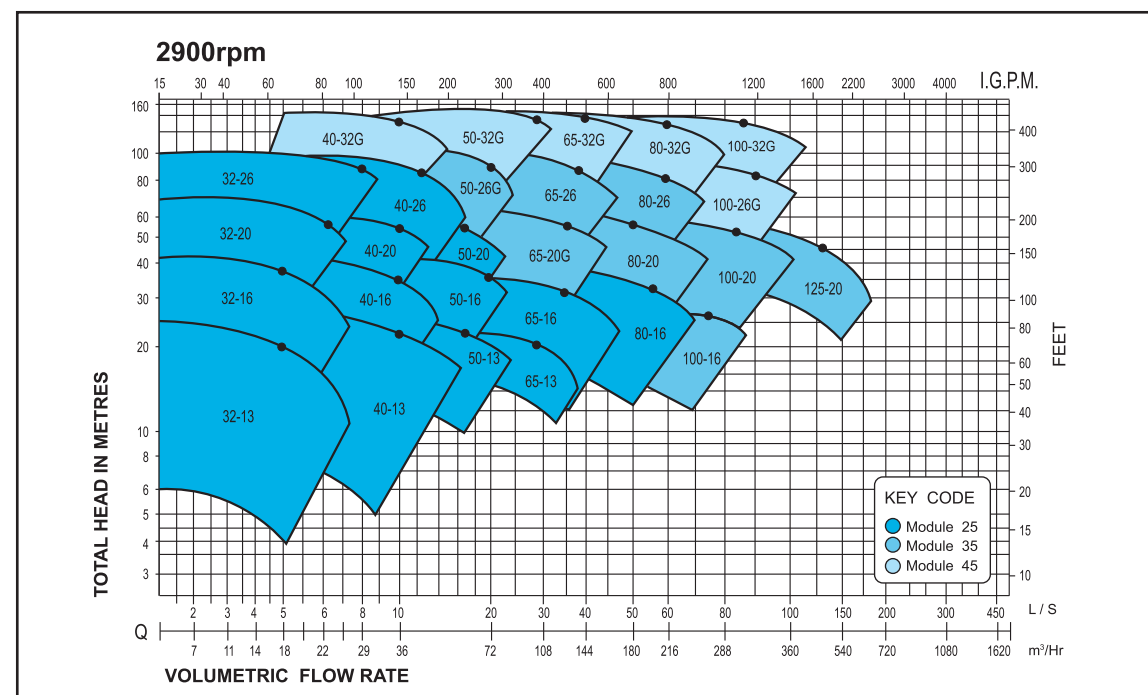 2900rpm
15 30 40 60 80 100 150 200 300 400 600 800 1200 1600 2200 3000 4000 I.G.P.M.
160
100
80
60
50
40
30
20
10
8
6
5
4
3
TOTAL HEAD IN METRES
40-32G
50-32G
65-32G
80-32G
100-32G
32-26
40-26
50-26G
65-26
80-26
100-26G
32-20
40-20
50-20
65-20G
80-20
100-20
125-20
32-16
40-16
50-16
65-16
80-16
100-16
32-13
40-13
50-13
65-13
400
300
200
150
100
80
60
50
40
30
20
15
10
FEET
KEY CODE
Module 25
Module 35
Module 45
2 3 4 5 6 8 10 20 30 40 50 60 80 100 150 200 300 450 L / S
Q
7 11 14 18 22 29 36 72 108 144 180 216 288 360 540 720 1080 1620 m³/Hr
VOLUMETRIC FLOW RATE